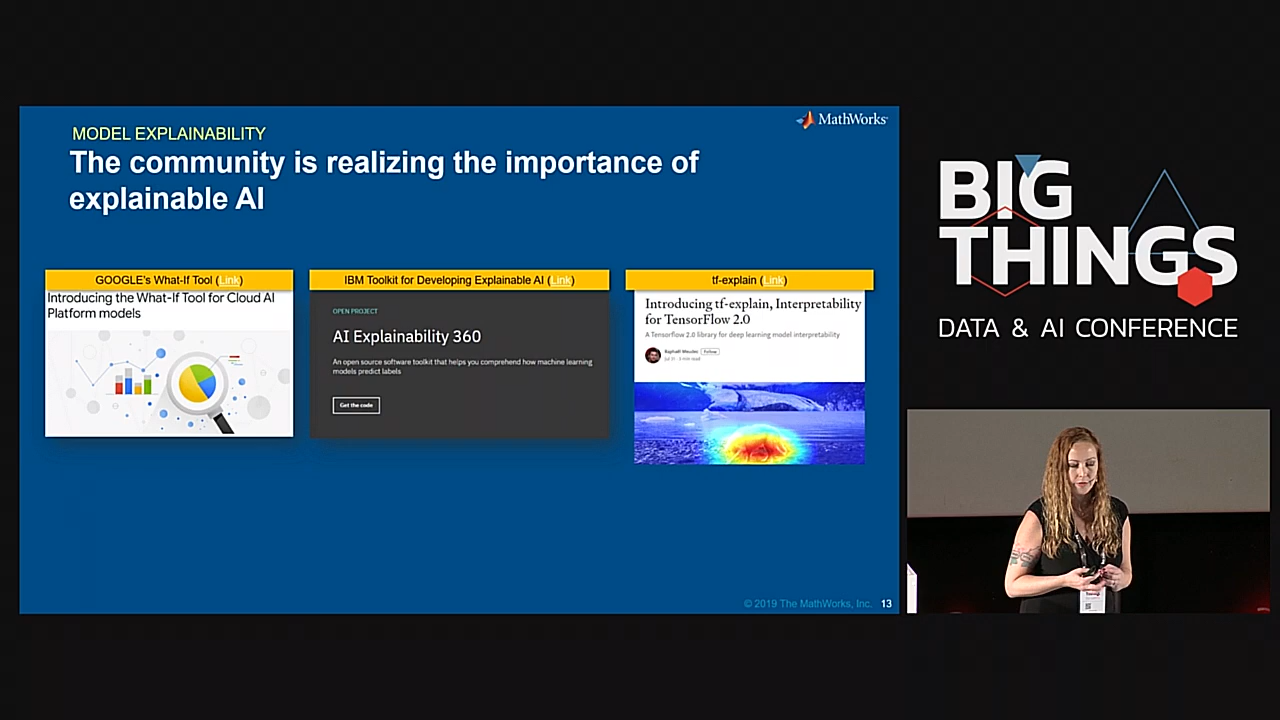 MODEL EXPLAINABILITY
The community is realizing the importance of
explainable AI
MathWorks
GOOGLE's What-If Tool (Link)
Introducing the What-If Tool for Cloud AI
Platform models
IBM Toolkit for Developing Explainable AI (Link)
OPEN PROJECT
AI Explainability 360
An open source software toolkit that helps you comprehend how machine learning
models predict labels
Get the code
tf-explain (Link)
Introducing tf-explain, Interpretability
for TensorFlow 2.0
A Tensorflow 2.0 library for deep learning model interpretability
Follow
© 2019 The MathWorks, Inc.
13
BIG
THINGS
DATA & AI CONFERENCE